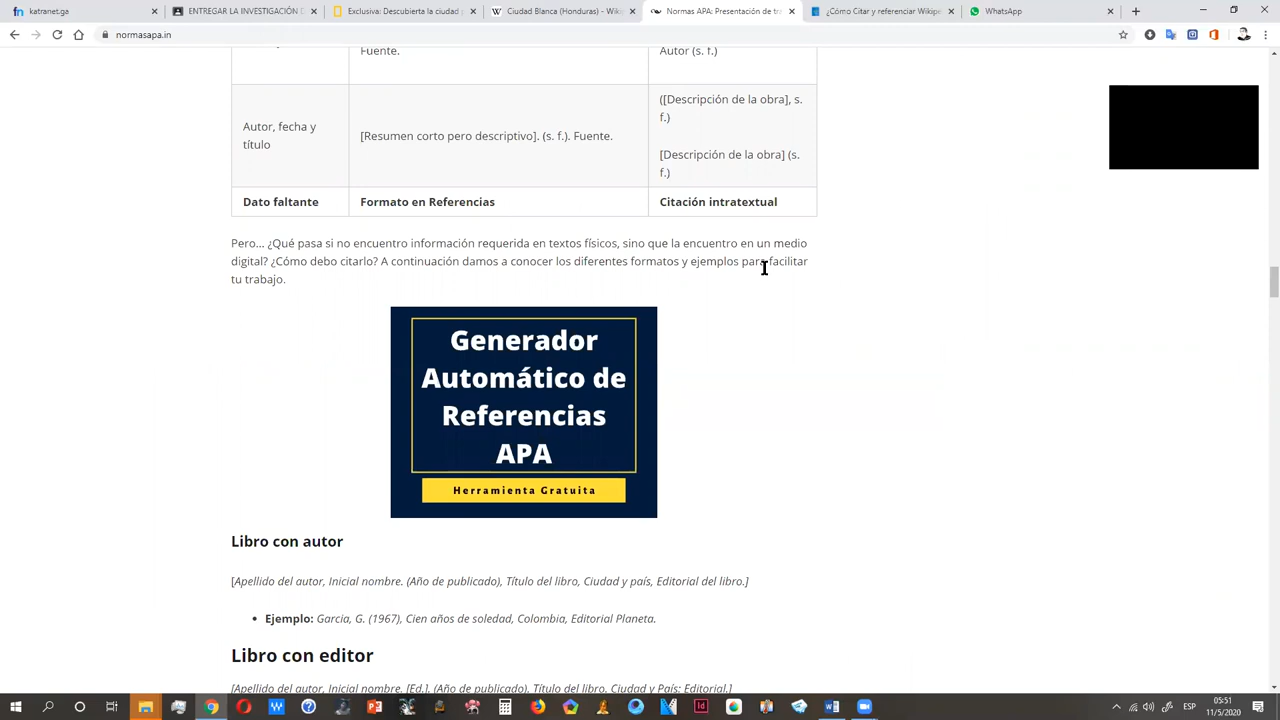 katranet.ga
ENTREGAR LA INVESTIGACIÓN D
Exclusiva: Descubierta la ciudad
Ciudad Blanca (Honduras) - Wiki
Normas APA: Presentación de tra
¿Cómo Citar y referenciar Wikipe
WhatsApp
normasapa.in
Fuente.
Autor (s. f.)
Autor, fecha y
título
[Resumen corto pero descriptivo]. (s. f.). Fuente.
([Descripción de la obra], s.
f.)
[Descripción de la obra] (s.
f.)
Dato faltante
Formato en Referencias
Citación intratextual
Pero… ¿Qué pasa si no encuentro información requerida en textos físicos, sino que la encuentro en un medio
digital? ¿Cómo debo citarlo? A continuación damos a conocer los diferentes formatos y ejemplos para facilitar
tu trabajo.
Generador
Automático de
Referencias
APA
Herramienta Gratuita
Libro con autor
[Apellido del autor, Inicial nombre. (Año de publicado), Título del libro, Ciudad y país, Editorial del libro.]
• Ejemplo: Garcia, G. (1967), Cien años de soledad, Colombia, Editorial Planeta.
Libro con editor
[Apellido del autor, Inicial nombre. [Ed.]. (Año de publicado). Título del libro. Ciudad y País: Editorial.]
ESP
05:51
11/5/2020